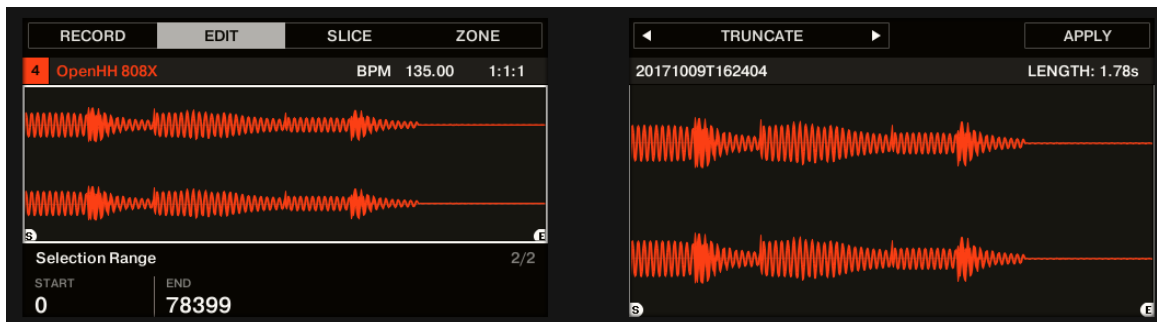 RECORD EDIT SLICE ZONE
4 OpenHH 808X BPM 135.00 1:1:1
S E
Selection Range 2/2
START END
0 78399
TRUNCATE APPLY
20171009T162404 LENGTH: 1.78s
S E